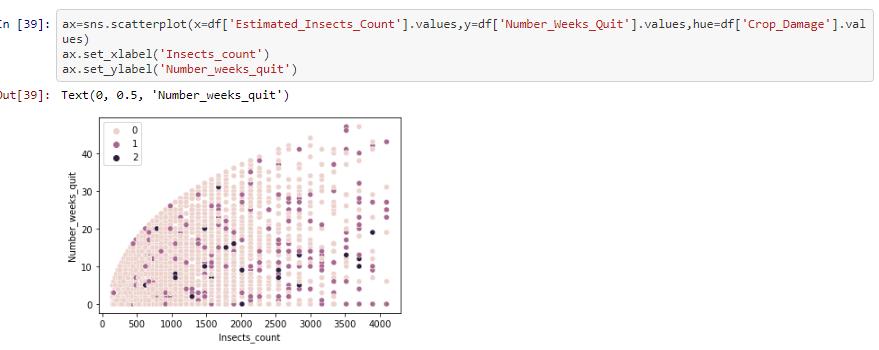 In [39]: ax=sns.scatterplot(x=df['Estimated_Insects_Count'].values,y=df['Number_Weeks_Quit'].values,hue=df['Crop_Damage'].val
ues)
ax.set_xlabel('Insects_count')
ax.set_ylabel('Number_weeks_quit')
Out[39]: Text(0, 0.5, 'Number_weeks_quit')
0
1
2
40
30
20
10
0
Number_weeks_quit
0 500 1000 1500 2000 2500 3000 3500 4000
Insects_count